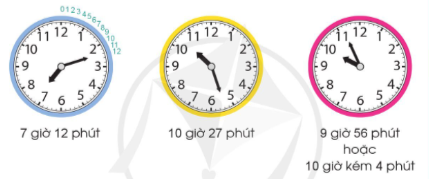 0 1 2 3 4 5 6 7 8 9 10 11 12
12 1 2 3 4 5 6 7 8 9 10 11
12 1 2 3 4 5 6 7 8 9 10 11
12 1 2 3 4 5 6 7 8 9 10 11
7 giờ 12 phút
10 giờ 27 phút
9 giờ 56 phút
hoặc
10 giờ kém 4 phút